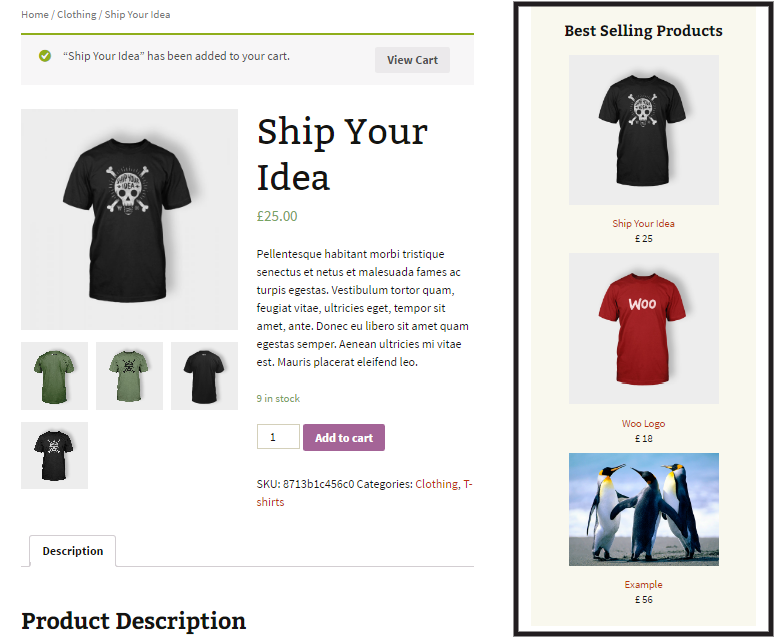 Home / Clothing / Ship Your Idea
“Ship Your Idea” has been added to your cart.
View Cart
SHIP YOUR
IDEA
Ship Your
Idea
£25.00
Pellentesque habitant morbi tristique
senectus et netus et malesuada fames ac
turpis egestas. Vestibulum tortor quam,
feugiat vitae, ultricies eget, tempor sit
amet, ante. Donec eu libero sit amet quam
egestas semper. Aenean ultricies mi vitae
est. Mauris placerat eleifend leo.
9 in stock
1
Add to cart
SKU: 8713b1c456c0 Categories: Clothing, T-
shirts
Description
Product Description
Best Selling Products
Ship Your Idea
£ 25
WOO
Woo Logo
£ 18
Example
£ 56